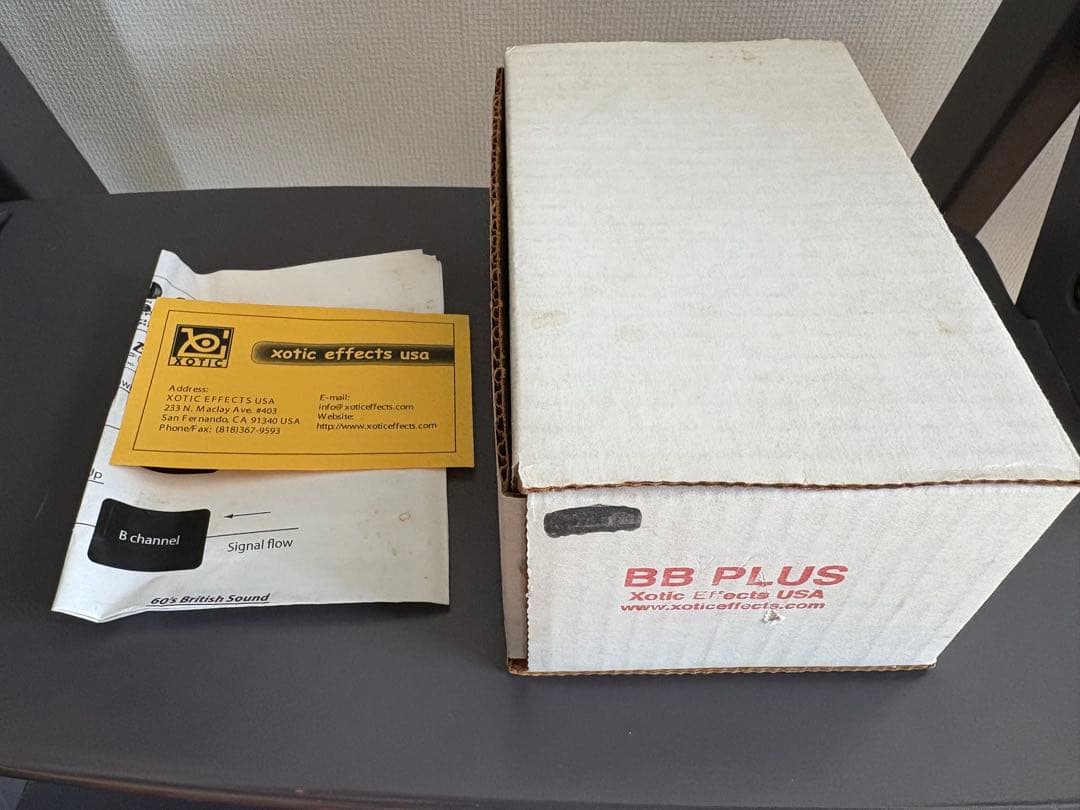 XOTIC
xotic effects usa
Address:
XOTIC EFFECTS USA
233 N. Maclay Ave. #403
San Fernando, CA 91340 USA
Phone/Fax: (818)367-9593
E-mail:
info@xoticeffects.com
Website:
http://www.xoticeffects.com
B channel
Signal flow
60's British Sound
BB PLUS
Xotic Effects USA
www.xoticeffects.com